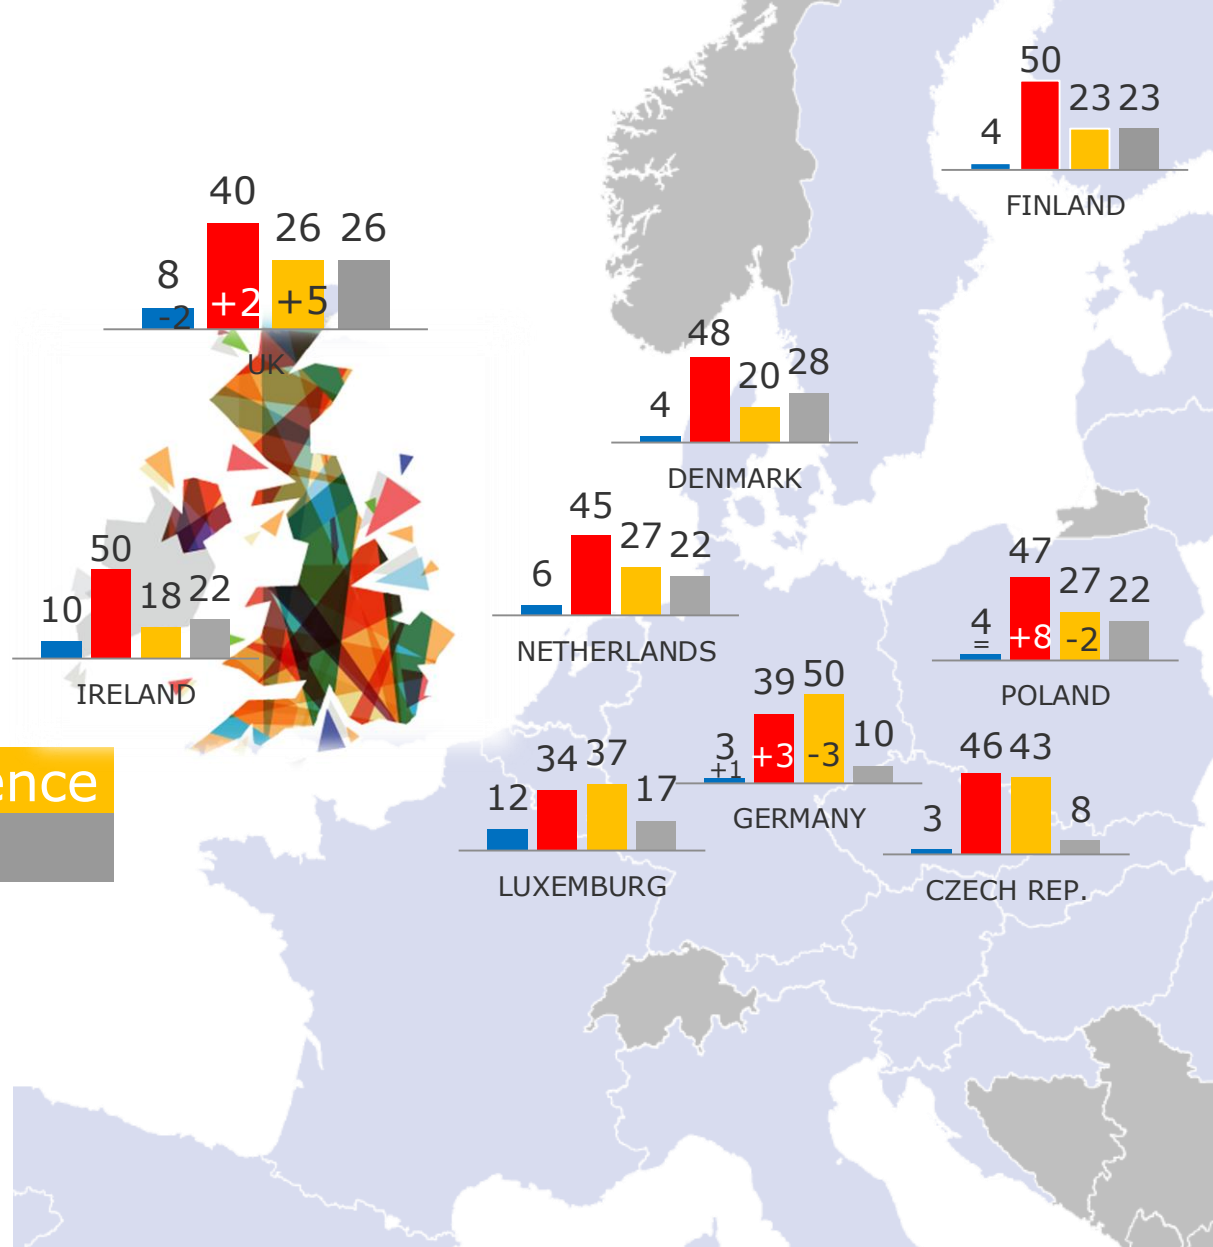 50
23 23
4
FINLAND
40
26 26
8
-2 +2 +5
UK
48
28
20
4
DENMARK
45
27 22
6
NETHERLANDS
50
18 22
10
IRELAND
47
27 22
4
= +8 -2
POLAND
39 50
3 10
+1 +3 -3
GERMANY
34 37
12 17
LUXEMBURG
46 43
3 8
CZECH REP.
ence